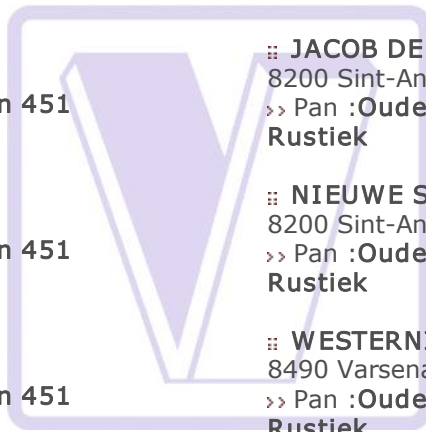 n 451
n 451
n 451
JACOB DE
8200 Sint-An
Pan :Oude
Rustiek
NIEUWE S
8200 Sint-An
Pan :Oude
Rustiek
WESTERN
8490 Varsena
Pan :Oude
Rustiek